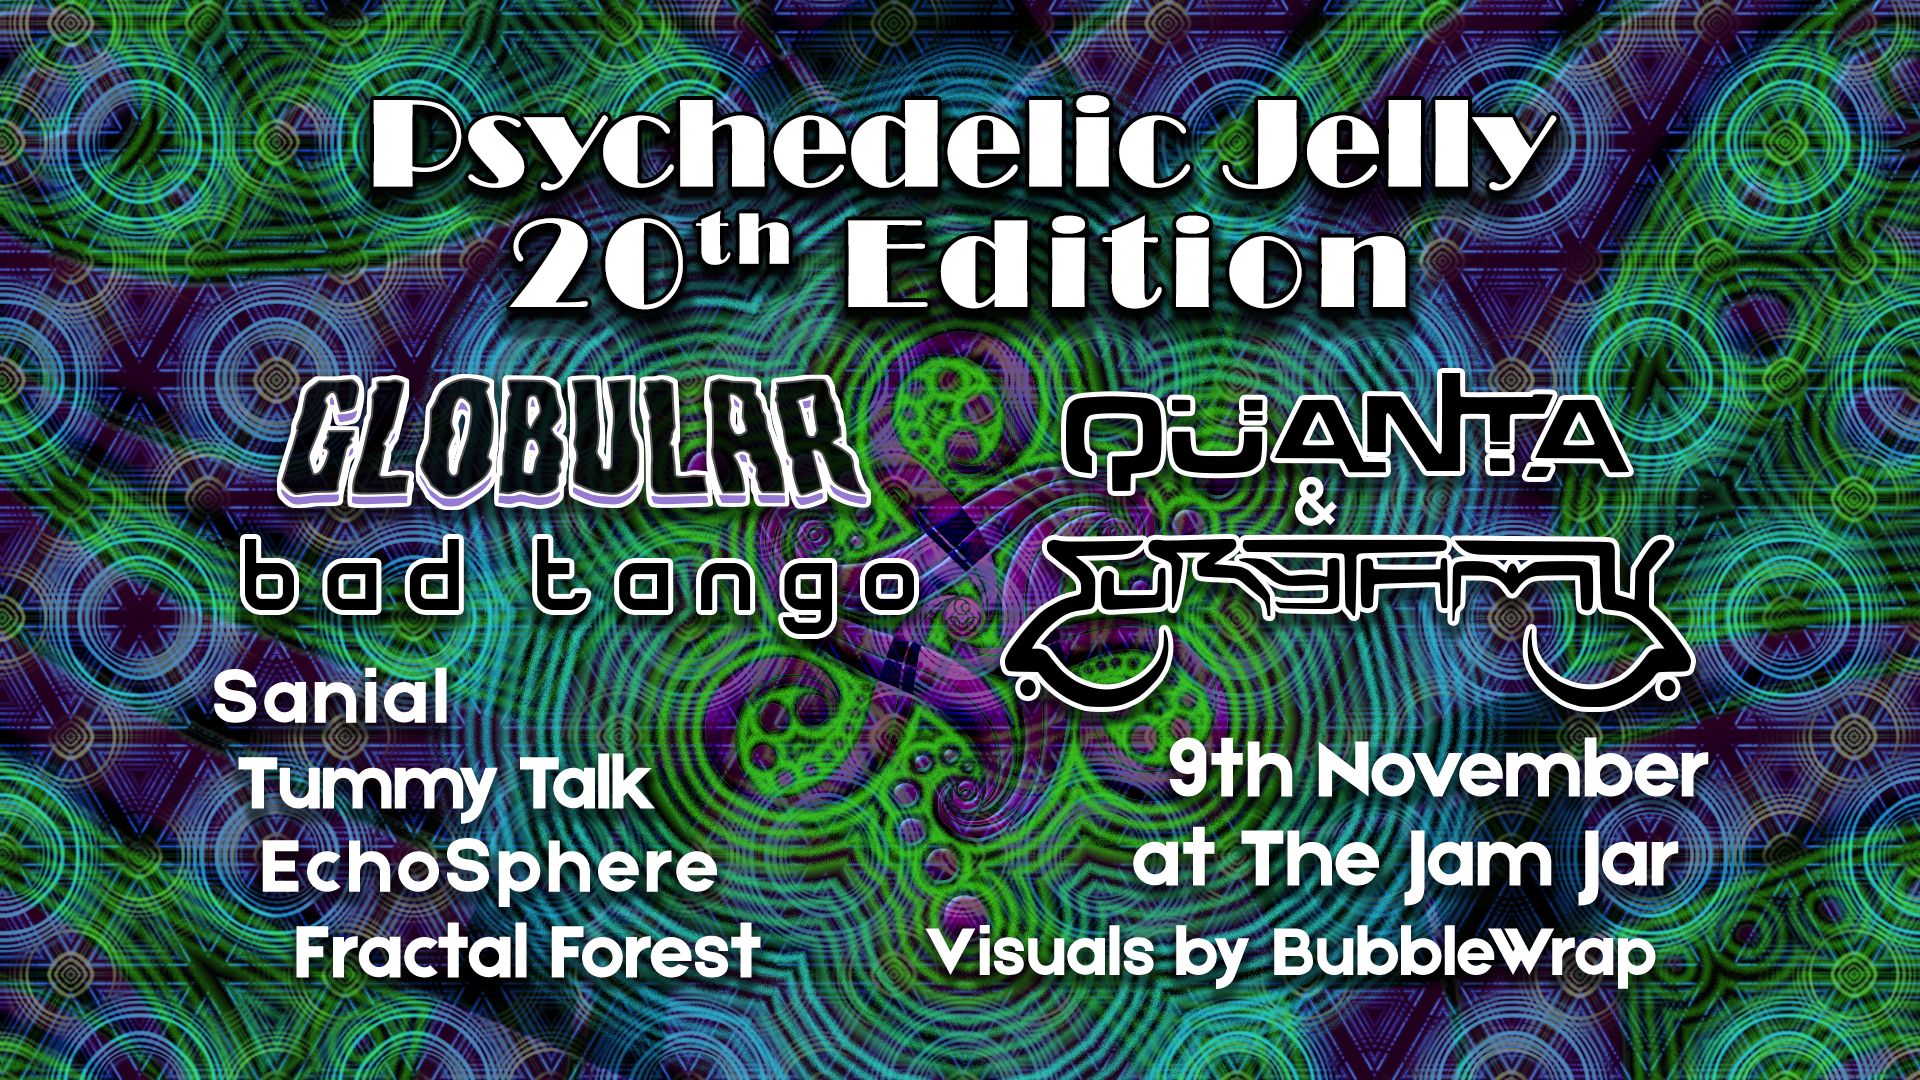 Psychedelic Jelly
20th Edition
GLOBULAR
QUANTA
&
EURYTHMY
bad tango
Sanial
Tummy Talk
EchoSphere
Fractal Forest
9th November
at The Jam Jar
Visuals by BubbleWrap